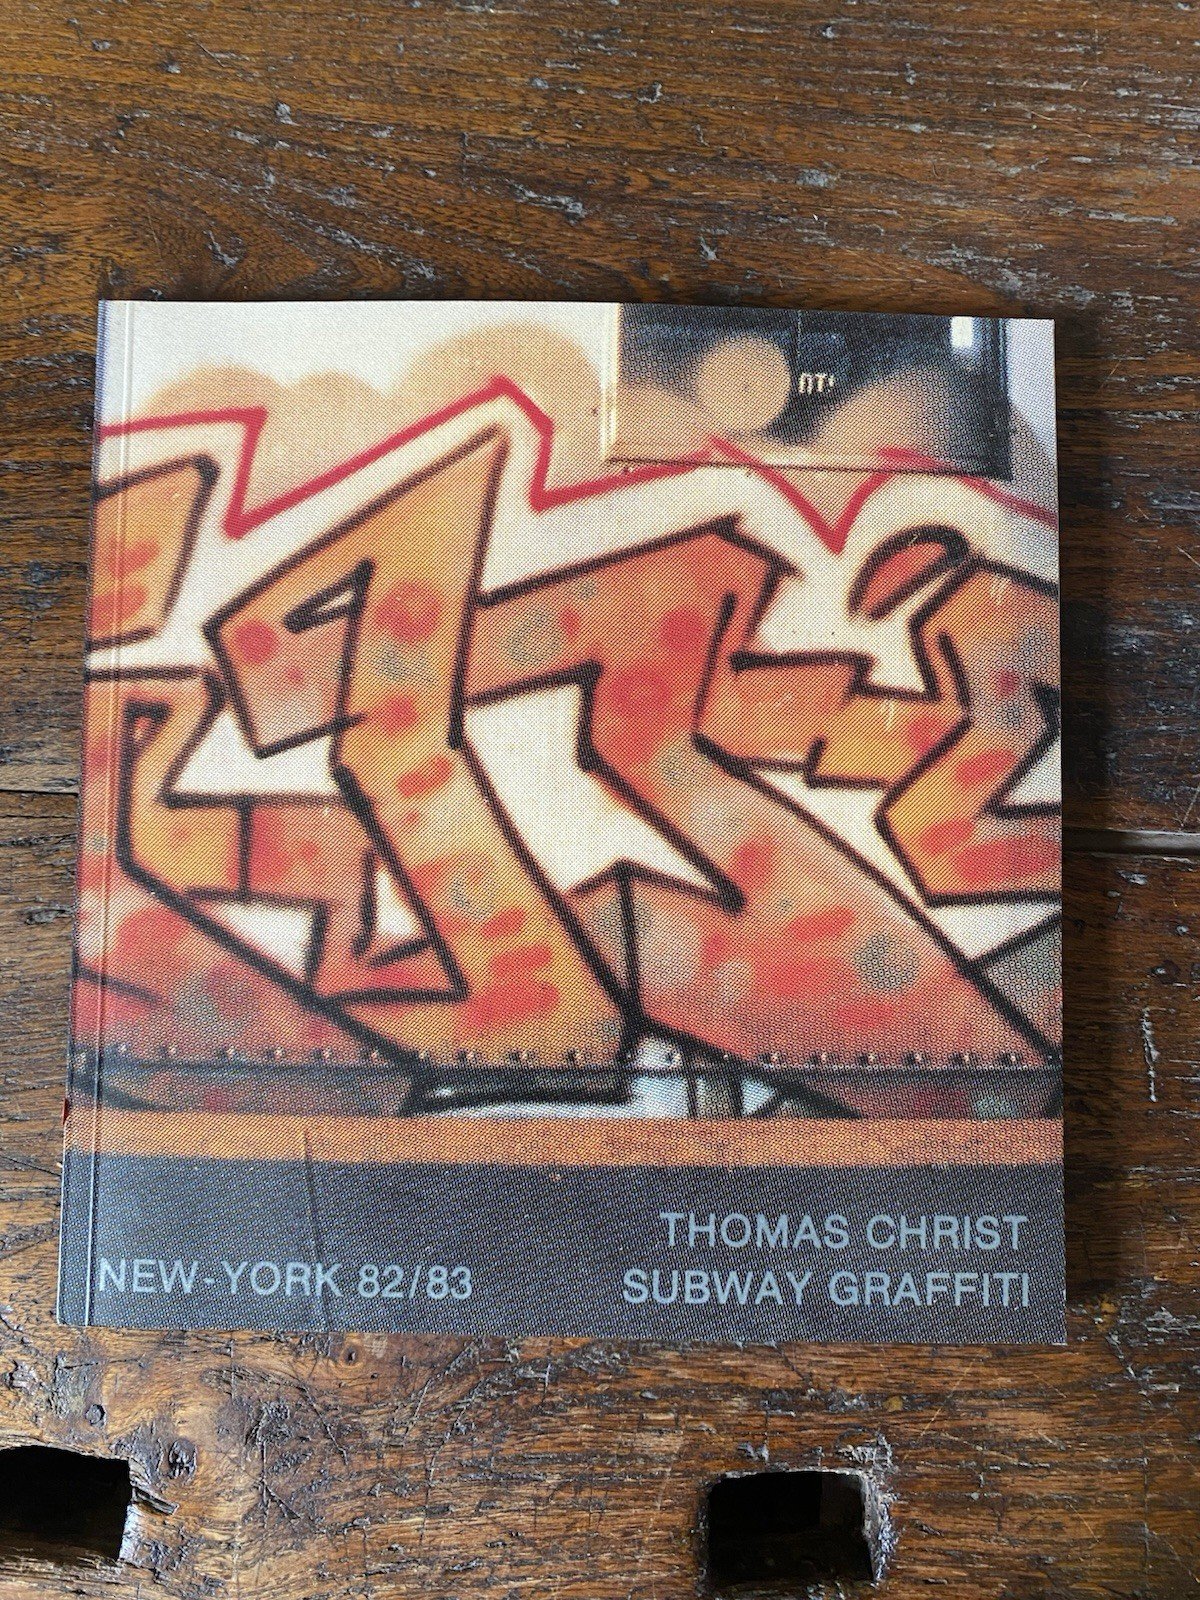 THOMAS CHRIST
NEW-YORK 82/83
SUBWAY GRAFFITI